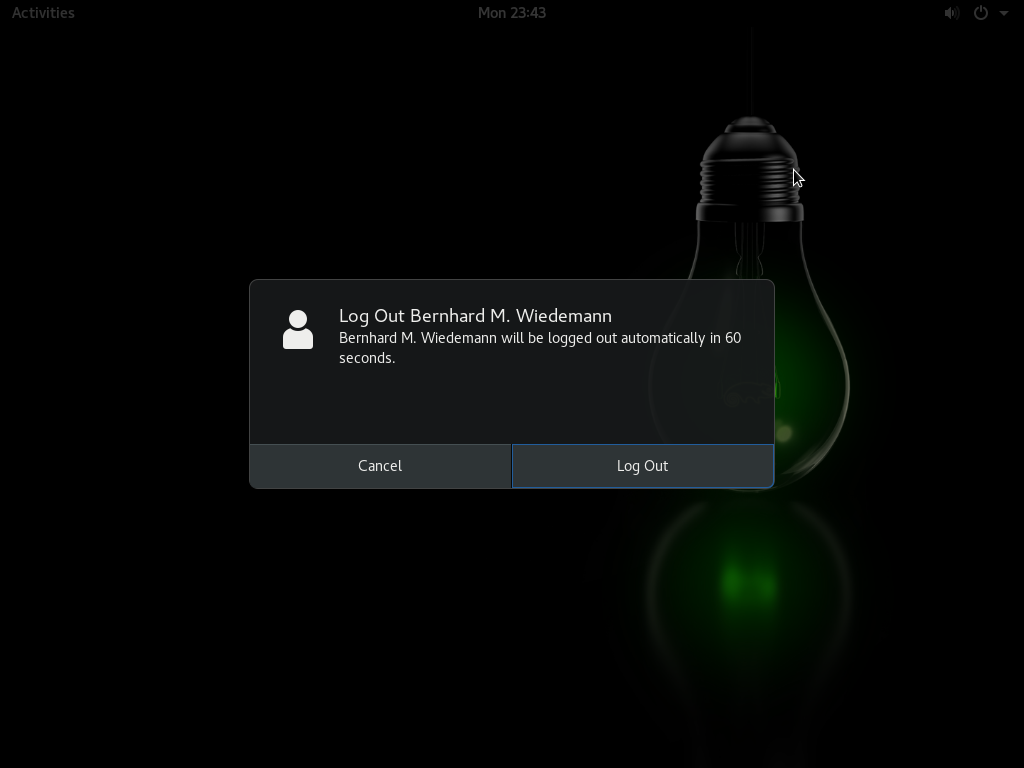 Activities
Mon 23:43
Log Out Bernhard M. Wiedemann
Bernhard M. Wiedemann will be logged out automatically in 60
seconds.
Cancel
Log Out